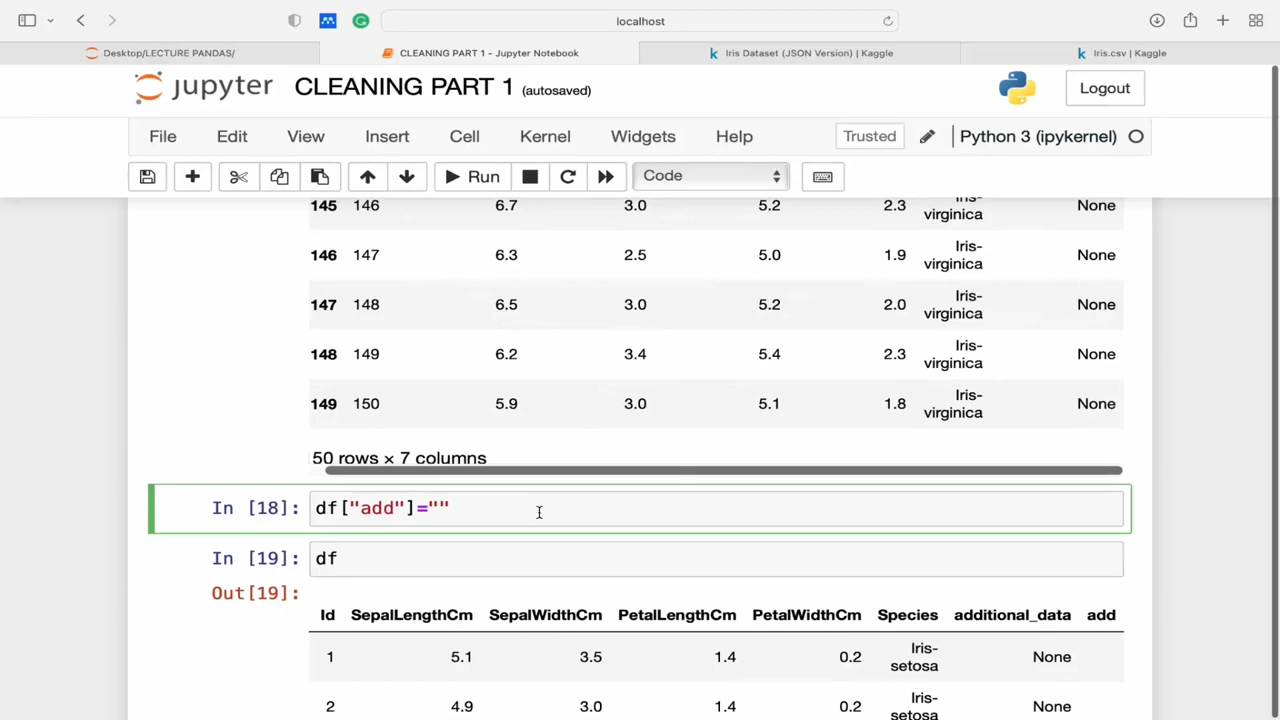 localhost
Desktop/LECTURE PANDAS/ CLEANING PART 1 - Jupyter Notebook Iris Dataset (JSON Version) | Kaggle Iris.csv | Kaggle
jupyter CLEANING PART 1 (autosaved) Logout
File Edit View Insert Cell Kernel Widgets Help Trusted Python 3 (ipykernel)
Run Code
145 146 6.7 3.0 5.2 2.3 Iris-
virginica None
146 147 6.3 2.5 5.0 1.9 Iris-
virginica None
147 148 6.5 3.0 5.2 2.0 Iris-
virginica None
148 149 6.2 3.4 5.4 2.3 Iris-
virginica None
149 150 5.9 3.0 5.1 1.8 Iris-
virginica None
50 rows × 7 columns
In [18]: df["add"]=""
In [19]: df
Out[19]:
Id SepalLengthCm SepalWidthCm PetalLengthCm PetalWidthCm Species additional_data add
1 5.1 3.5 1.4 0.2 Iris-
setosa None
2 4.9 3.0 1.4 0.2 Iris-
setosa None